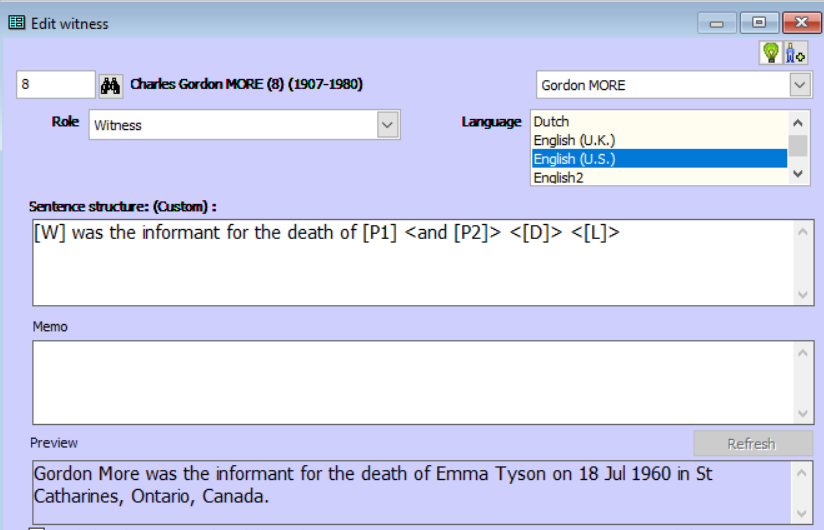 Edit witness
8 Charles Gordon MORE (8) (1907-1980) Gordon MORE
Role Witness Language Dutch
English (U.K.)
English (U.S.)
English2
Sentence structure: (Custom) :
[W] was the informant for the death of [P1] <and [P2]> <[D]> <[L]>
Memo
Preview Refresh
Gordon More was the informant for the death of Emma Tyson on 18 Jul 1960 in St
Catharines, Ontario, Canada.